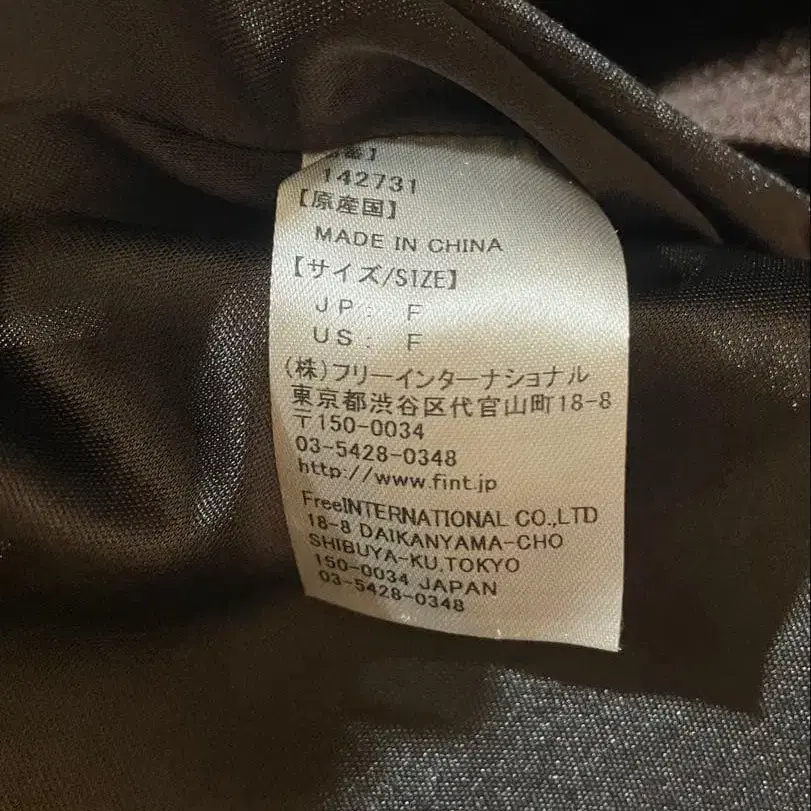 142731
【原産国】
MADE IN CHINA
【サイズ/SIZE】
JP: F
US: F
(株)フリーインターナショナル
東京都渋谷区代官山町18-8
〒150-0034
03-5428-0348
http://www.fint.jp
FreeINTERNATIONAL CO.,LTD
18-8 DAIKANYAMA-CHO
SHIBUYA-KU,TOKYO
150-0034 JAPAN
03-5428-0348